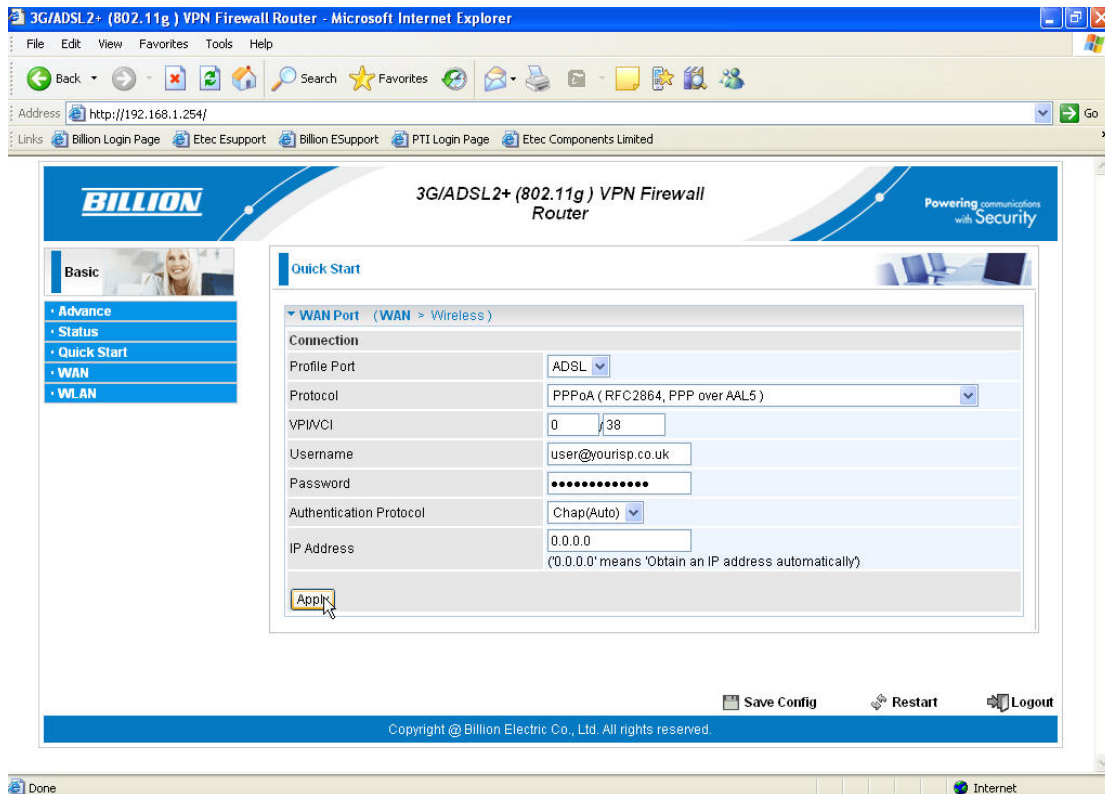 3G/ADSL2+ (802.11g ) VPN Firewall Router - Microsoft Internet Explorer
File Edit View Favorites Tools Help
Back Search Favorites
Address http://192.168.1.254/ Go
Links Billion Login Page Etec Esupport Billion ESupport PTI Login Page Etec Components Limited
BILLION
3G/ADSL2+ (802.11g ) VPN Firewall
Router
Powering communications
with Security
Basic
Quick Start
· Advance
· Status
· Quick Start
· WAN
· WLAN
WAN Port (WAN > Wireless )
Connection
Profile Port ADSL
Protocol PPPoA ( RFC2864, PPP over AAL5 )
VPI/VCI 0 / 38
Username user@yourisp.co.uk
Password •••••••••••••
Authentication Protocol Chap(Auto)
IP Address 0.0.0.0
('0.0.0.0' means 'Obtain an IP address automatically')
Apply
Save Config Restart Logout
Copyright @ Billion Electric Co., Ltd. All rights reserved.
Done Internet